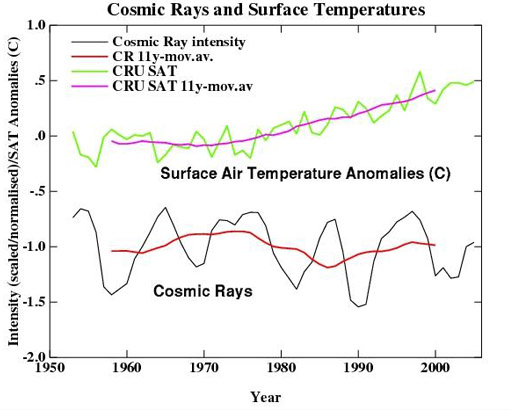 Cosmic Rays and Surface Temperatures
Intensity (scaled/normalised)/SAT Anomalies (C)
1.0
.5
.0
-.5
-1.0
-1.5
-2.0
Cosmic Ray intensity
CR 11y-mov.av.
CRU SAT
CRU SAT 11y-mov.av
Surface Air Temperature Anomalies (C)
Cosmic Rays
1950 1960 1970 1980 1990 2000
Year